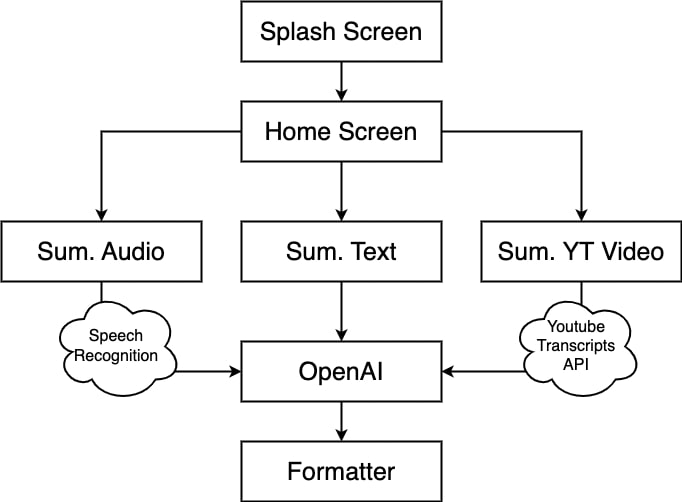 Splash Screen
Home Screen
Sum. Audio
Sum. Text
Sum. YT Video
Speech
Recognition
Youtube
Transcripts
API
OpenAI
Formatter